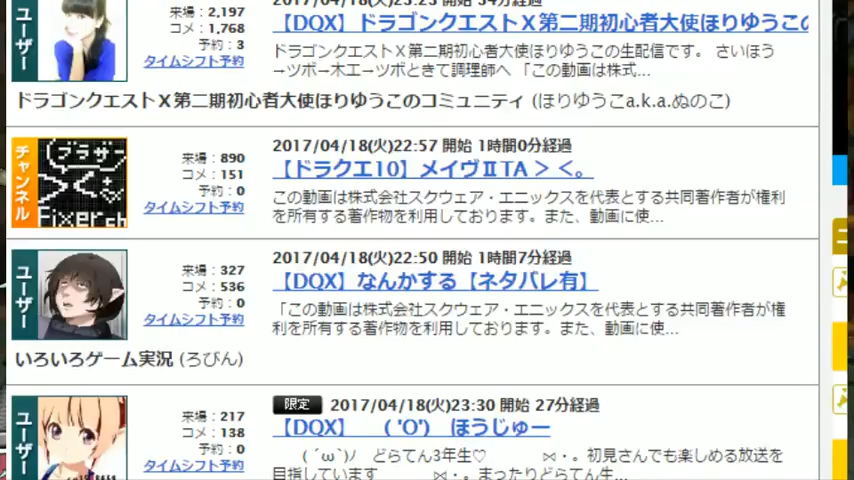 ユーザー
来場：2,197
コメ：1,768
予約：3
タイムシフト予約
2017/04/18(火)23:23 開始 34分経過
【DQX】ドラゴンクエストⅩ第二期初心者大使ほりゆうこの
ドラゴンクエストⅩ第二期初心者大使ほりゆうこの生配信です。 さいほう
→ツボ→木工→ツボときて調理師へ 「この動画は株式...
ドラゴンクエストⅩ第二期初心者大使ほりゆうこのコミュニティ (ほりゆうこa.k.a.ぬのこ)
チャンネル
(ブラザー
Fixer ch
来場：890
コメ：151
予約：0
タイムシフト予約
2017/04/18(火)22:57 開始 1時間0分経過
【ドラクエ10】メイヴⅡTA＞＜。
この動画は株式会社スクウェア・エニックスを代表とする共同著作者が権利
を所有する著作物を利用しております。また、動画に使...
ユーザー
来場：327
コメ：536
予約：0
タイムシフト予約
2017/04/18(火)22:50 開始 1時間7分経過
【DQX】なんかする【ネタバレ有】
「この動画は株式会社スクウェア・エニックスを代表とする共同著作者が権
利を所有する著作物を利用しております。また、動画に使...
いろいろゲーム実況 (ろびん)
ユーザー
来場：217
コメ：138
予約：0
タイムシフト予約
限定 2017/04/18(火)23:30 開始 27分経過
【DQX】 ('O') ほうじゅー
(´ω`)ﾉ どらてん3年生♡ ⋈・。初見さんでも楽しめる放送を
目指しています ⋈・。まったりどらてん生...